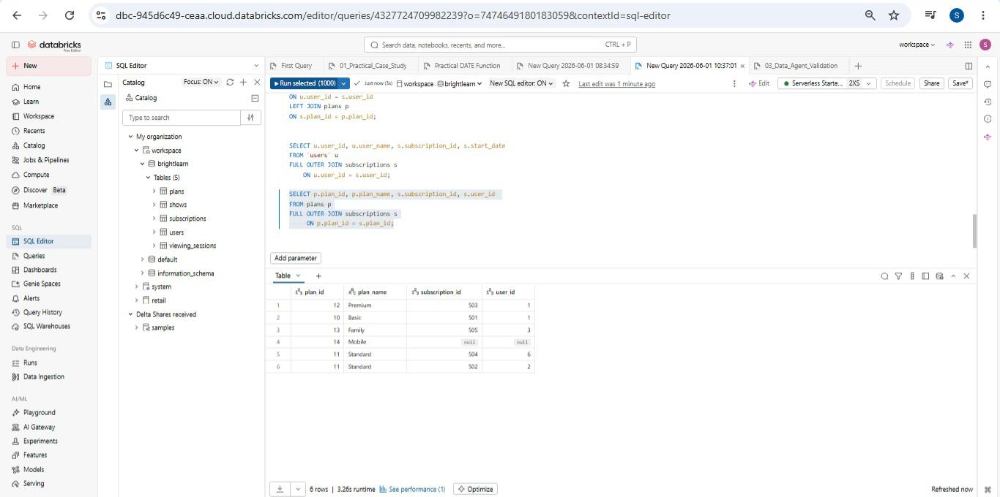 dbc-945d6c49-ceaa.cloud.databricks.com/editor/queries/4327724709982239?o=7474649180183059&contextId=sql-editor
S
databricks
Free Edition
Search data, notebooks, recents, and more...
CTRL + P
workspace
S
New
Home
Learn
Workspace
Recents
Catalog
Jobs & Pipelines
Compute
Discover Beta
Marketplace
SQL
SQL Editor
Queries
Dashboards
Genie Spaces
Alerts
Query History
SQL Warehouses
Data Engineering
Runs
Data Ingestion
AI/ML
Playground
AI Gateway
Experiments
Features
Models
Serving
SQL Editor
Catalog
Focus: ON
Catalog
Type to search
My organization
workspace
brightlearn
Tables (5)
plans
shows
subscriptions
users
viewing_sessions
default
information_schema
system
retail
Delta Shares received
samples
First Query
01_Practical_Case_Study
Practical DATE Function
New Query 2026-06-01 08:34:59
New Query 2026-06-01 10:37:01
03_Data_Agent_Validation
Run selected (1000)
Just now (3s)
workspace. brightlearn
New SQL editor: ON
Last edit was 1 minute ago
Edit
Serverless Starte... 2XS
Schedule
Share
Save*
ON u.user_id = s.user_id
LEFT JOIN plans p
ON s.plan_id = p.plan_id;
SELECT u.user_id, u.user_name, s.subscription_id, s.start_date
FROM `users` u
FULL OUTER JOIN subscriptions s
ON u.user_id = s.user_id;
SELECT p.plan_id, p.plan_name, s.subscription_id, s.user_id
FROM plans p
FULL OUTER JOIN subscriptions s
ON p.plan_id = s.plan_id;
Add parameter
Table
plan_id plan_name subscription_id user_id
1 12 Premium 503 1
2 10 Basic 501 1
3 13 Family 505 3
4 14 Mobile null null
5 11 Standard 504 6
6 11 Standard 502 2
6 rows | 3.26s runtime
See performance (1)
Optimize
Refreshed now